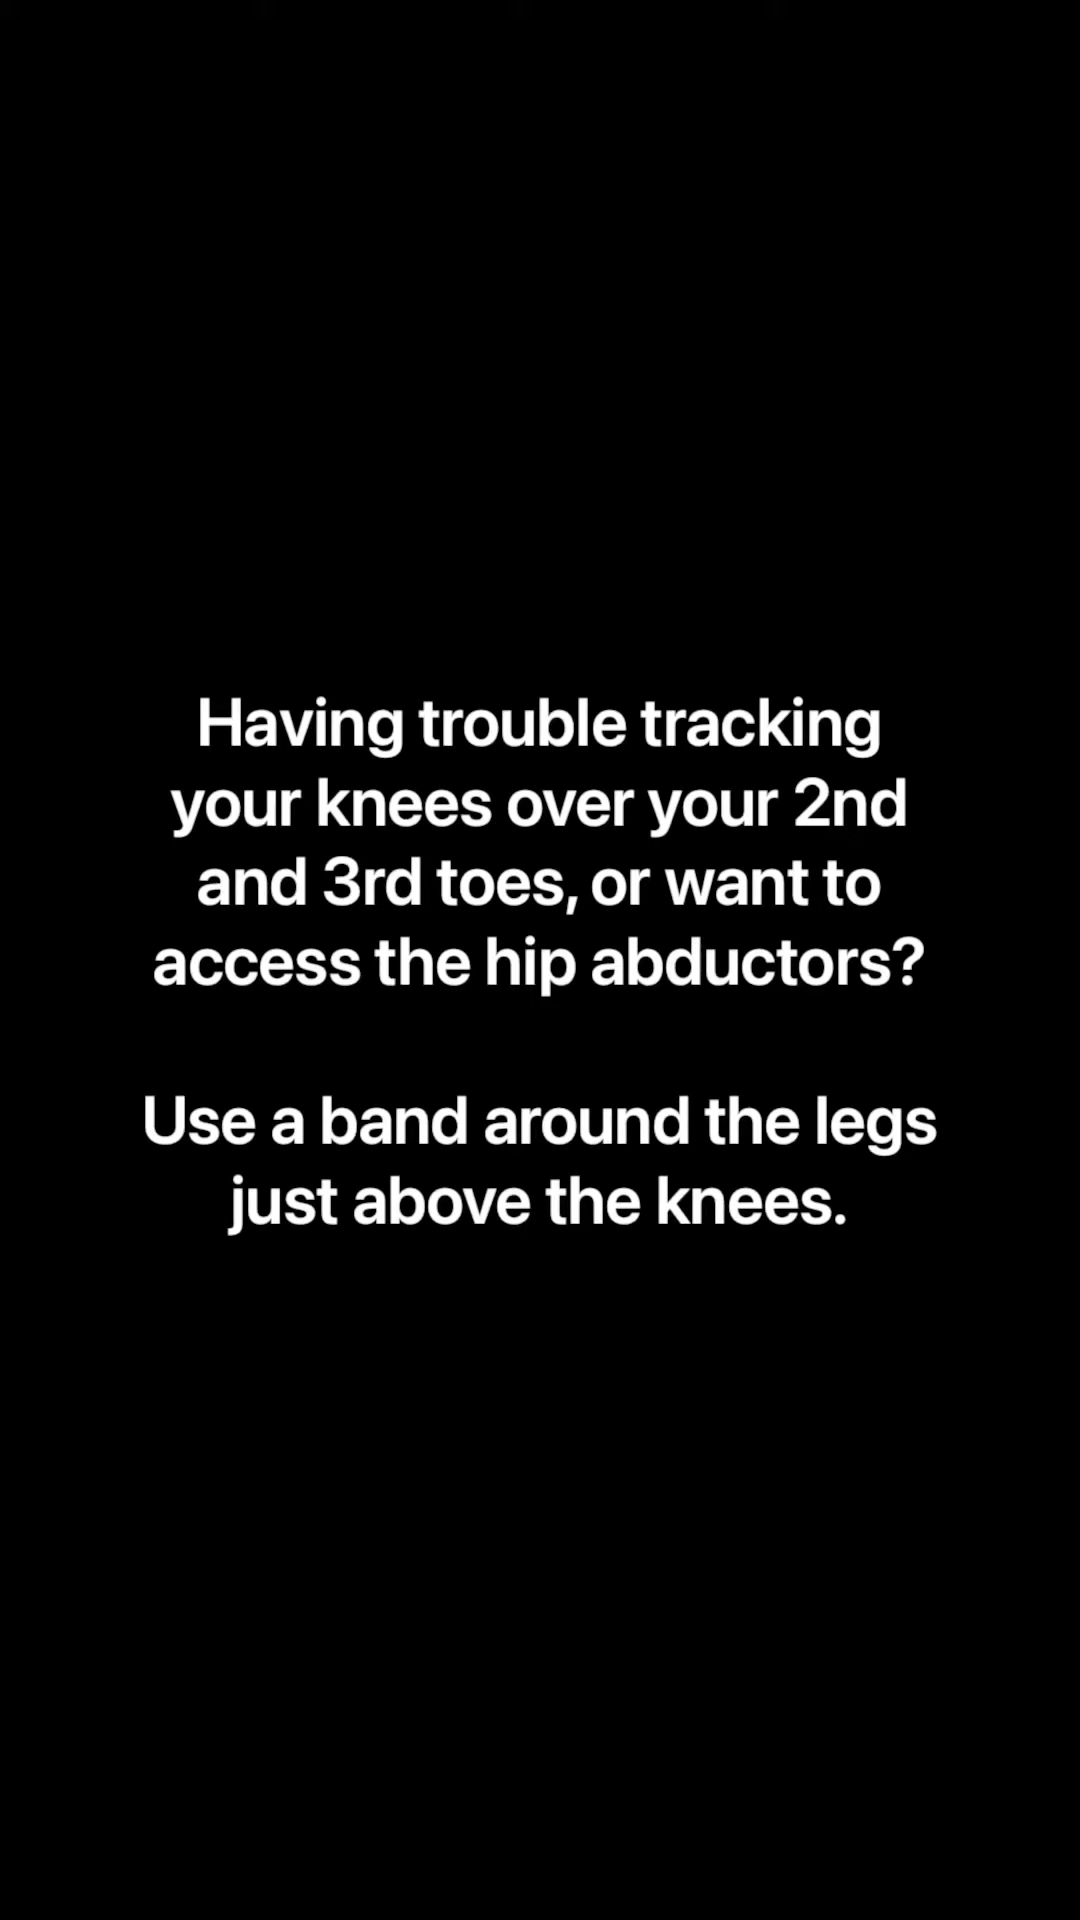 Having trouble tracking
your knees over your 2nd
and 3rd toes, or want to
access the hip abductors?
Use a band around the legs
just above the knees.